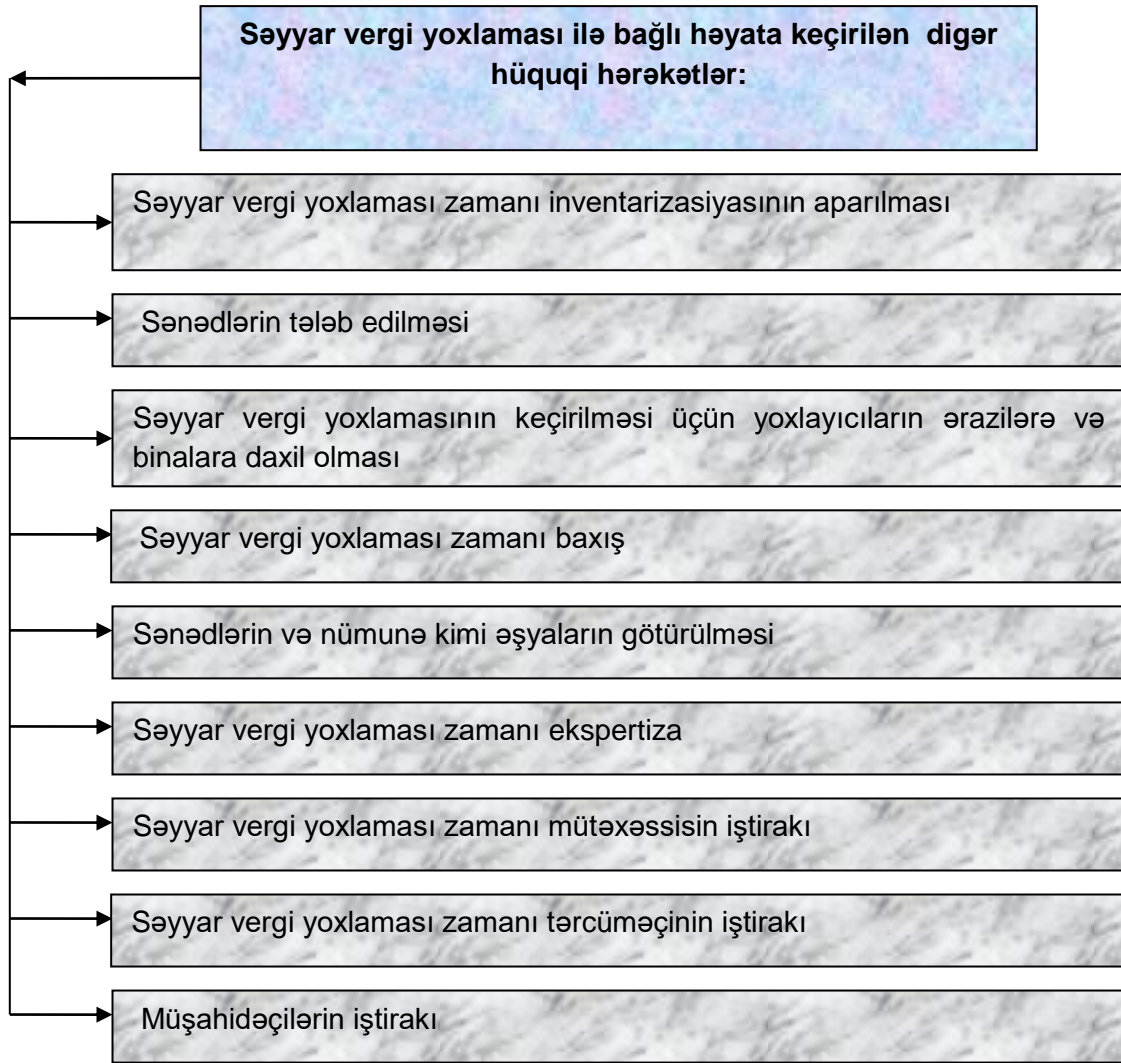 Səyyar vergi yoxlaması ilə bağlı həyata keçirilən digər
hüquqi hərəkətlər:
Səyyar vergi yoxlaması zamanı inventarizasiyasının aparılması
Sənədlərin tələb edilməsi
Səyyar vergi yoxlamasının keçirilməsi üçün yoxlayıcıların ərazilərə və
binalara daxil olması
Səyyar vergi yoxlaması zamanı baxış
Sənədlərin və nümunə kimi əşyaların götürülməsi
Səyyar vergi yoxlaması zamanı ekspertiza
Səyyar vergi yoxlaması zamanı mütəxəssisin iştirakı
Səyyar vergi yoxlaması zamanı tərcüməçinin iştirakı
Müşahidəçilərin iştirakı